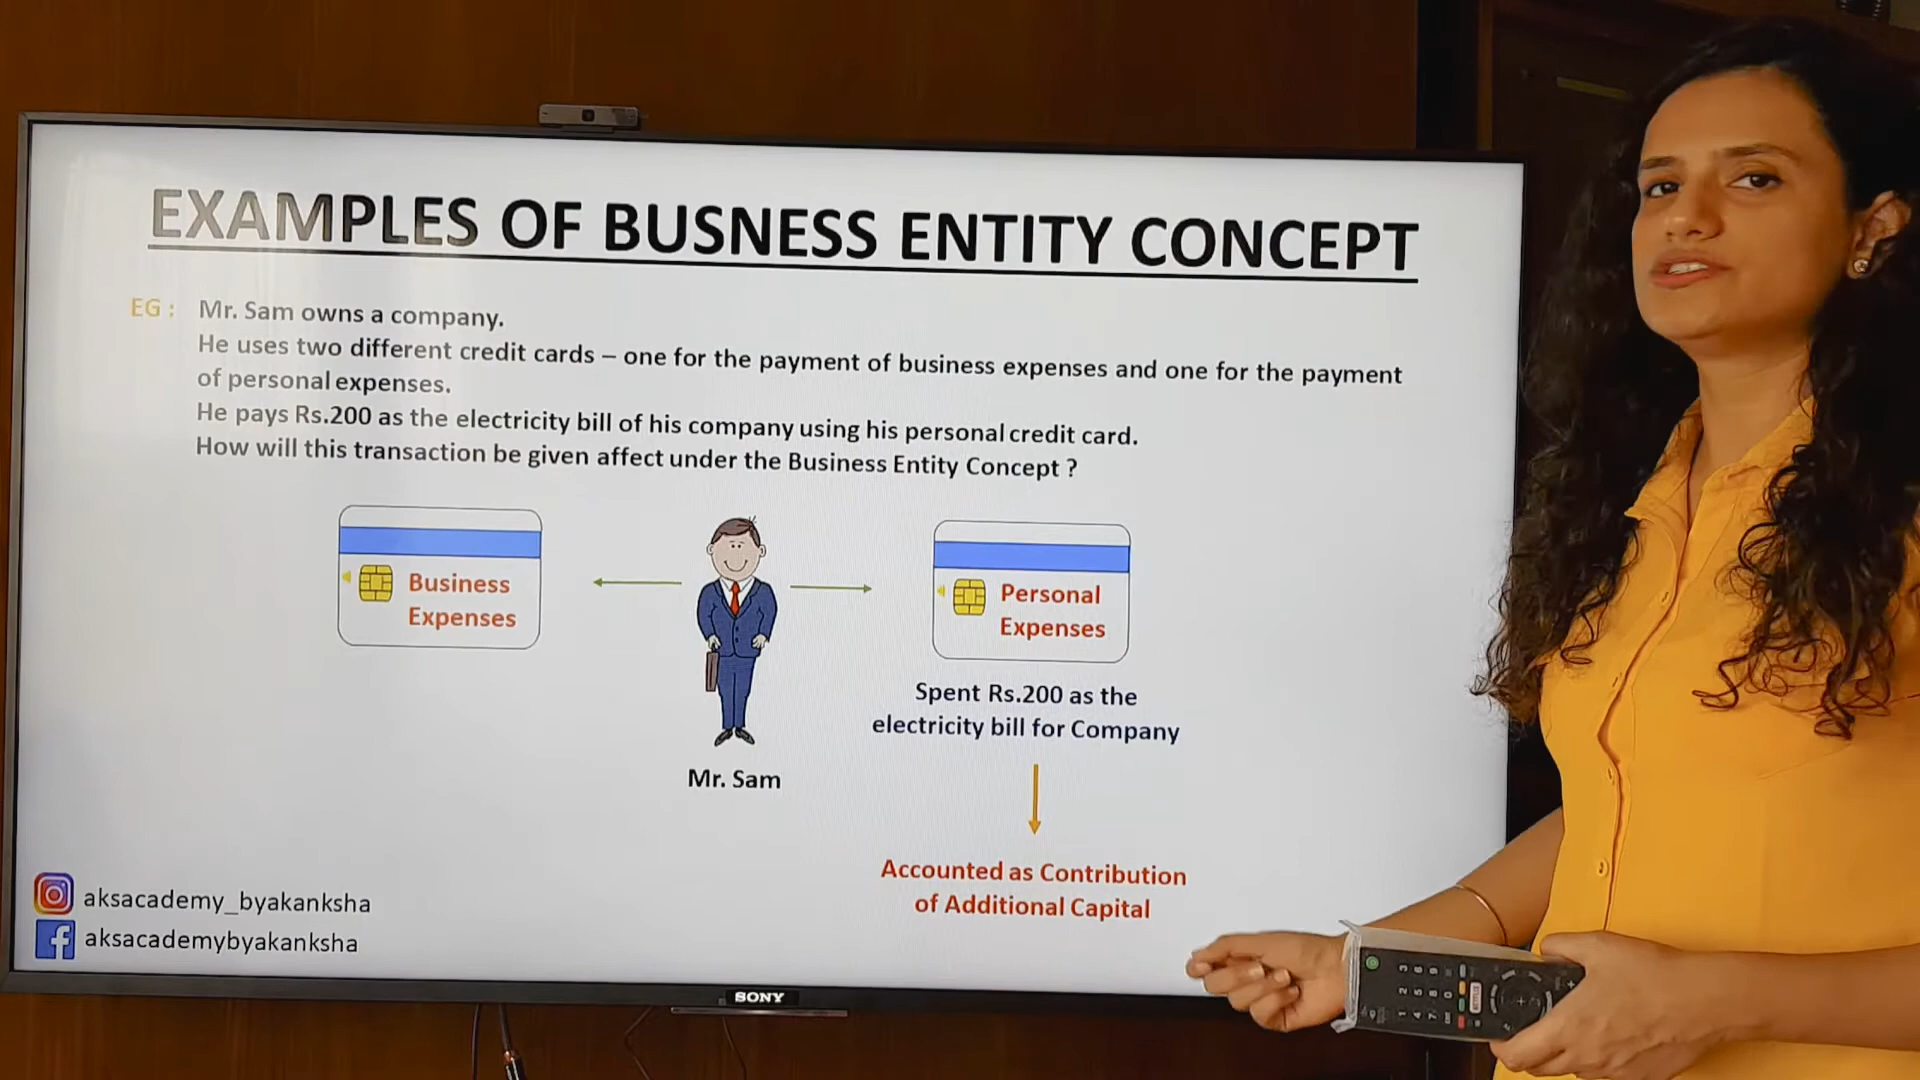 EXAMPLES OF BUSNESS ENTITY CONCEPT
EG : Mr. Sam owns a company.
He uses two different credit cards – one for the payment of business expenses and one for the payment
of personal expenses.
He pays Rs.200 as the electricity bill of his company using his personal credit card.
How will this transaction be given affect under the Business Entity Concept ?
Business
Expenses
Personal
Expenses
Spent Rs.200 as the
electricity bill for Company
Mr. Sam
Accounted as Contribution
of Additional Capital
aksacademy_byakanksha
aksacademybyakanksha
SONY